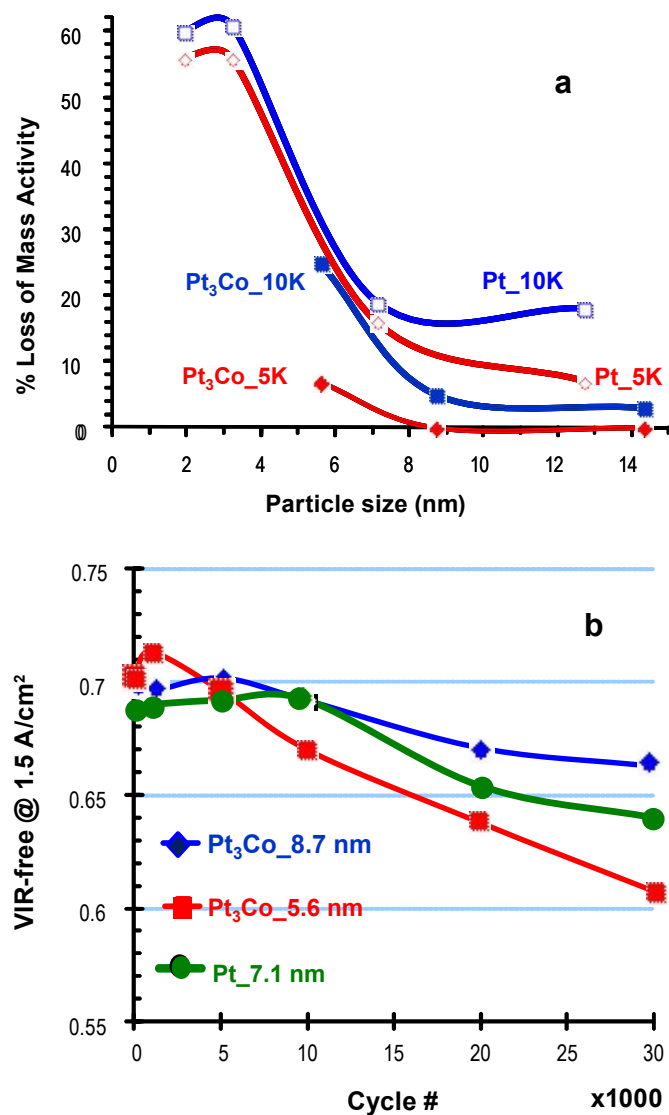 60
a
50
% Loss of Mass Activity
40
30
Pt₃Co_10K
Pt_10K
20
Pt₃Co_5K
10
Pt_5K
0
0 2 4 6 8 10 12 14
Particle size (nm)
0.75
b
0.7
VIR-free @ 1.5 A/cm²
0.65
Pt₃Co_8.7 nm
Pt₃Co_5.6 nm
0.6
Pt_7.1 nm
0.55
0 5 10 15 20 25 30
Cycle # x1000